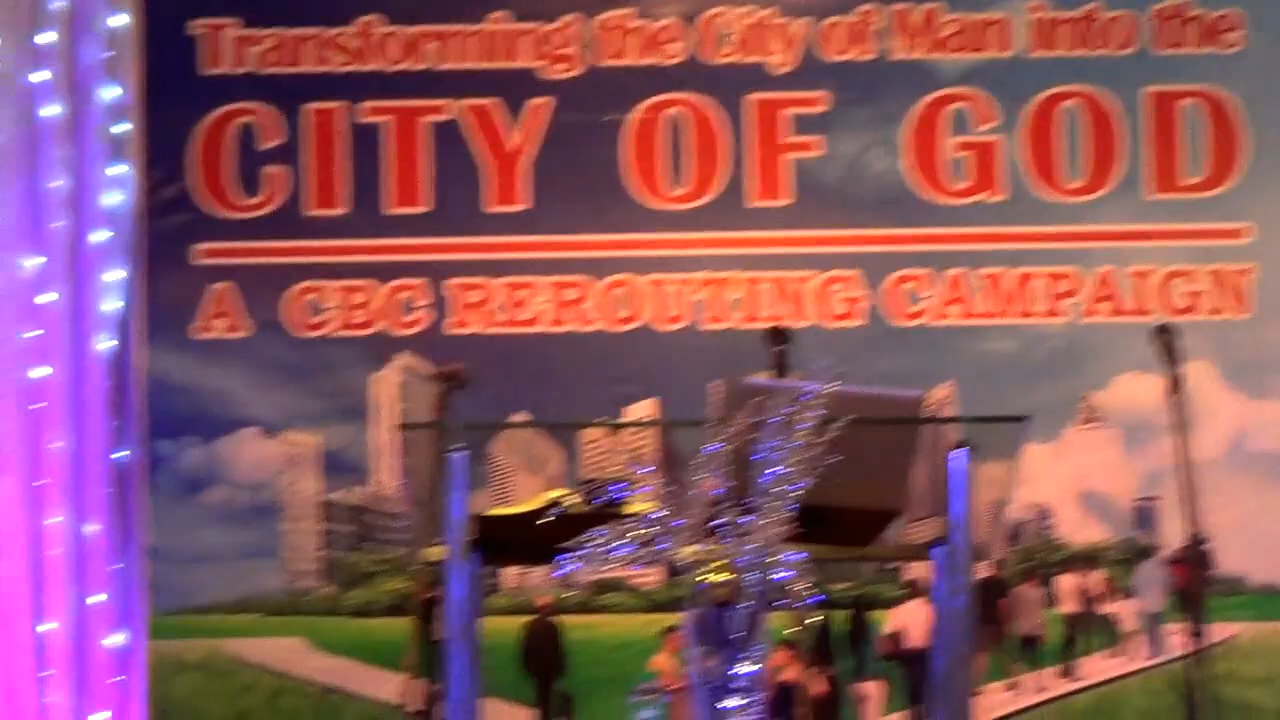 Transforming the City of Man into the
CITY OF GOD
A CBC REROUTING CAMPAIGN